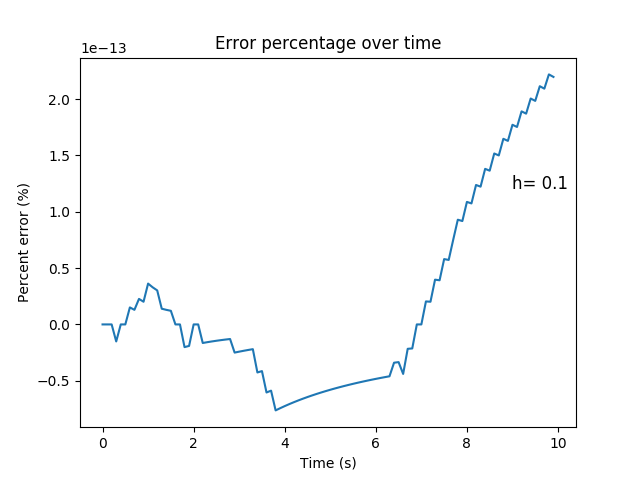 Error percentage over time
1e−13
2.0
1.5
1.0
0.5
0.0
−0.5
Percent error (%)
h= 0.1
0 2 4 6 8 10
Time (s)